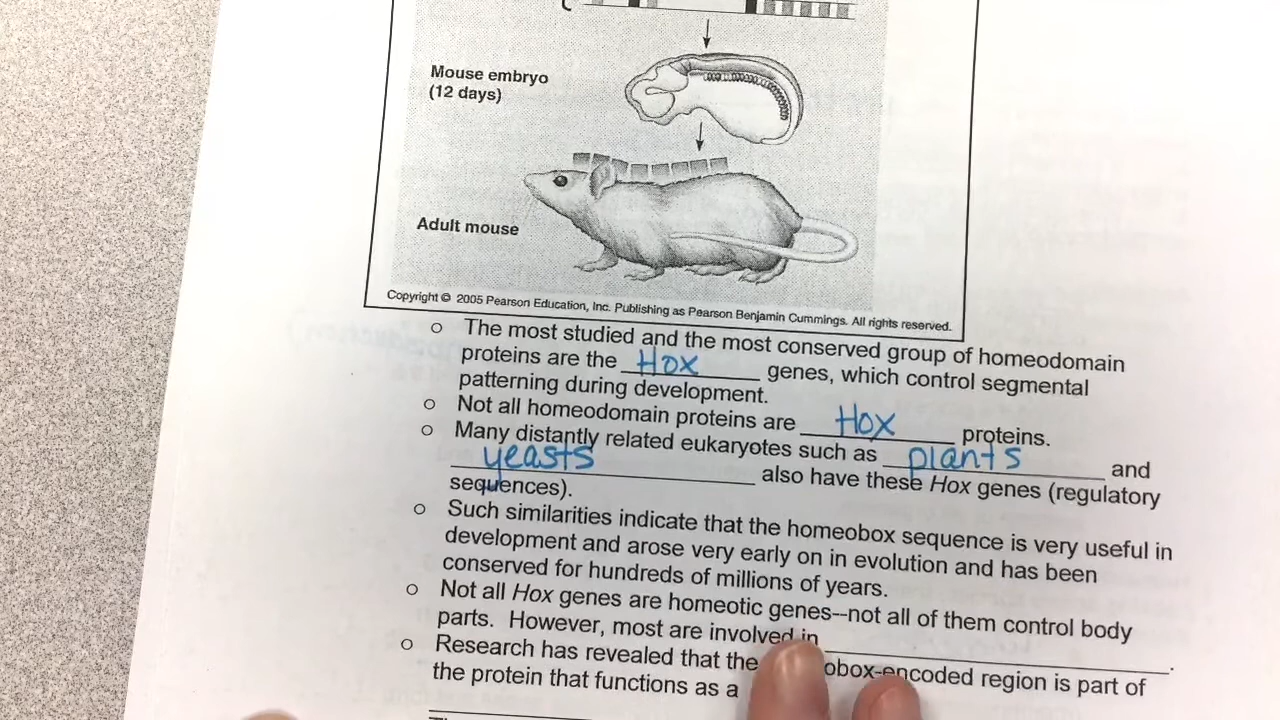 Mouse embryo
(12 days)
Adult mouse
Copyright © 2005 Pearson Education, Inc. Publishing as Pearson Benjamin Cummings. All rights reserved.
o The most studied and the most conserved group of homeodomain
proteins are the Hox genes, which control segmental
patterning during development.
o Not all homeodomain proteins are Hox proteins.
o Many distantly related eukaryotes such as plants and
yeasts also have these Hox genes (regulatory
sequences).
o Such similarities indicate that the homeobox sequence is very useful in
development and arose very early on in evolution and has been
conserved for hundreds of millions of years.
o Not all Hox genes are homeotic genes--not all of them control body
parts. However, most are involved in ____________.
o Research has revealed that the obox-encoded region is part of
the protein that functions as a